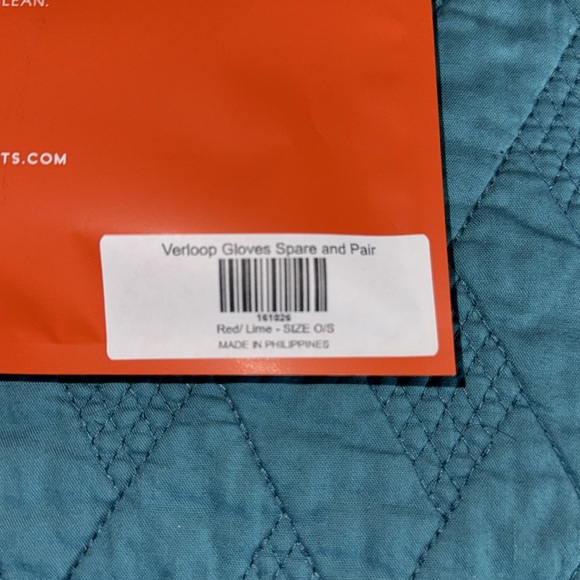 LEAN.
TS.COM
Verloop Gloves Spare and Pair
161026
Red/ Lime - SIZE O/S
MADE IN PHILIPPINES